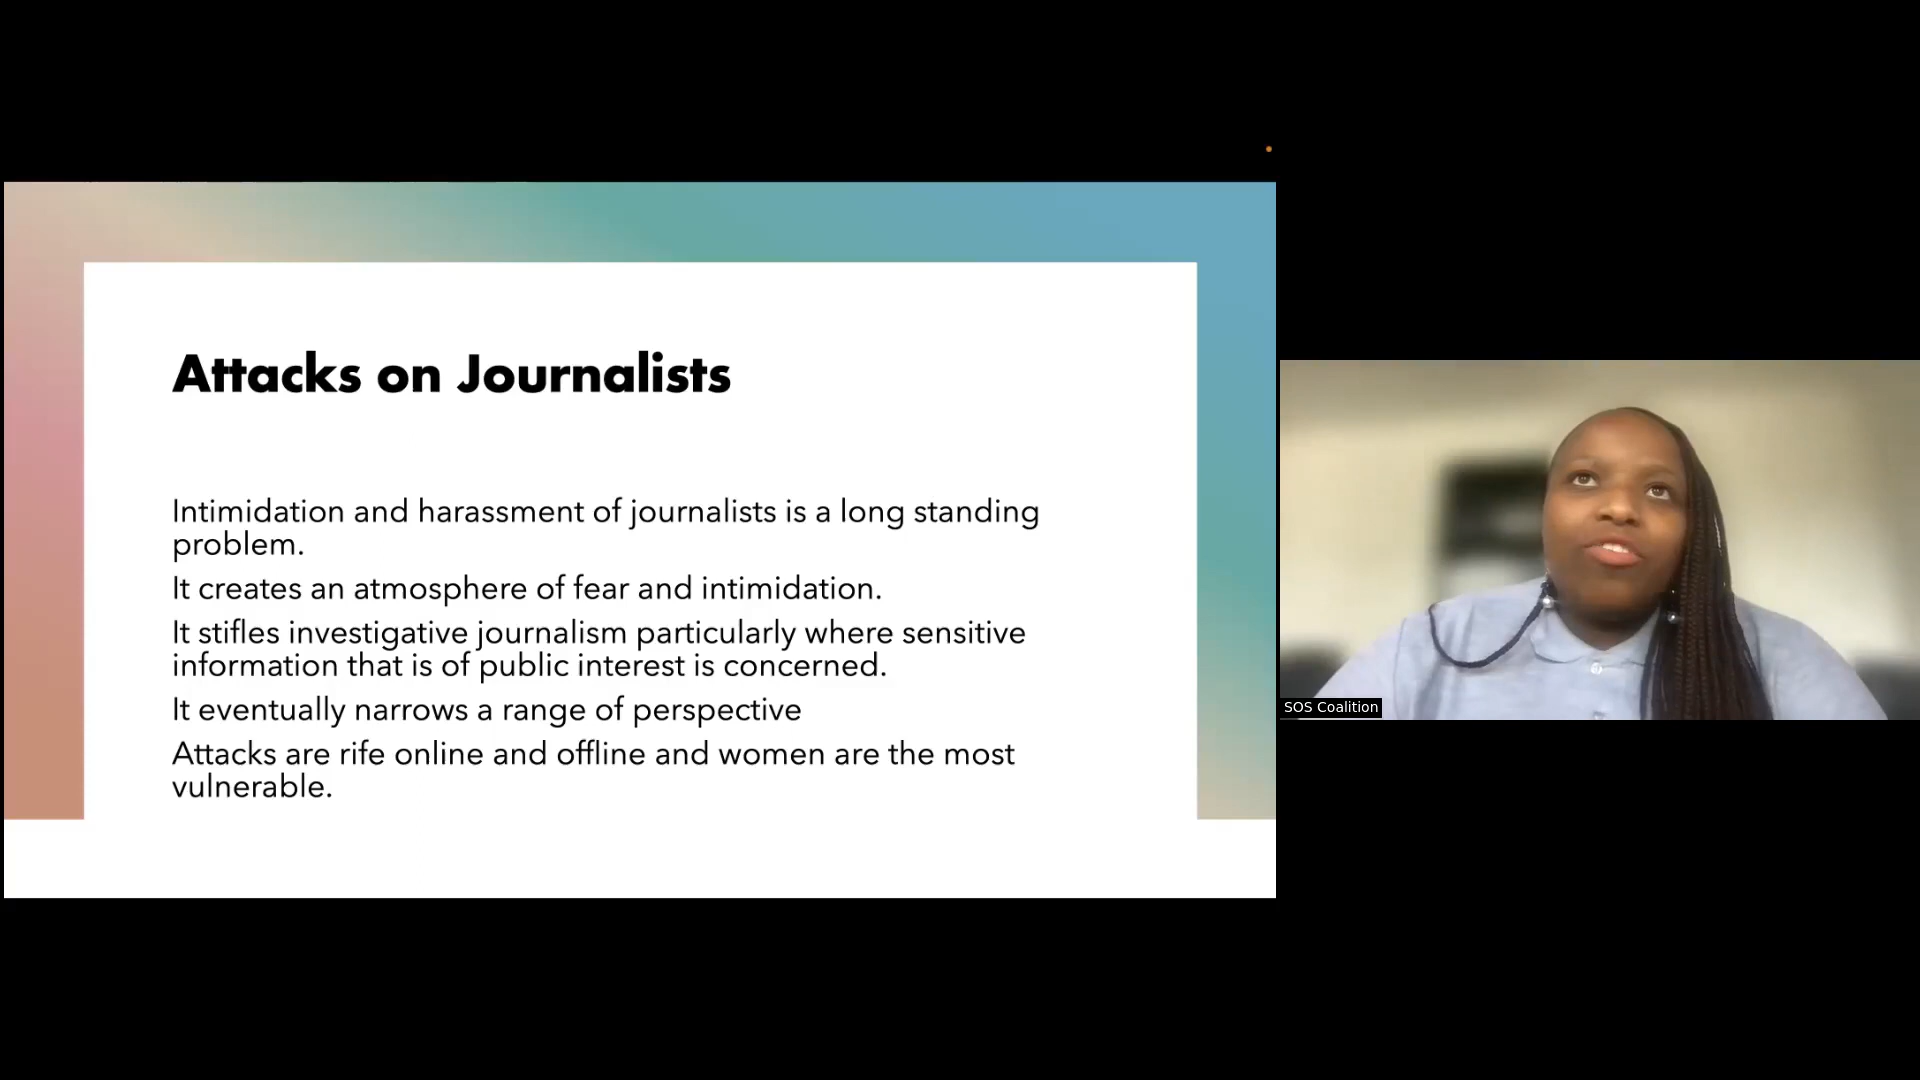 Attacks on Journalists
Intimidation and harassment of journalists is a long standing
problem.
It creates an atmosphere of fear and intimidation.
It stifles investigative journalism particularly where sensitive
information that is of public interest is concerned.
It eventually narrows a range of perspective
Attacks are rife online and offline and women are the most
vulnerable.
SOS Coalition